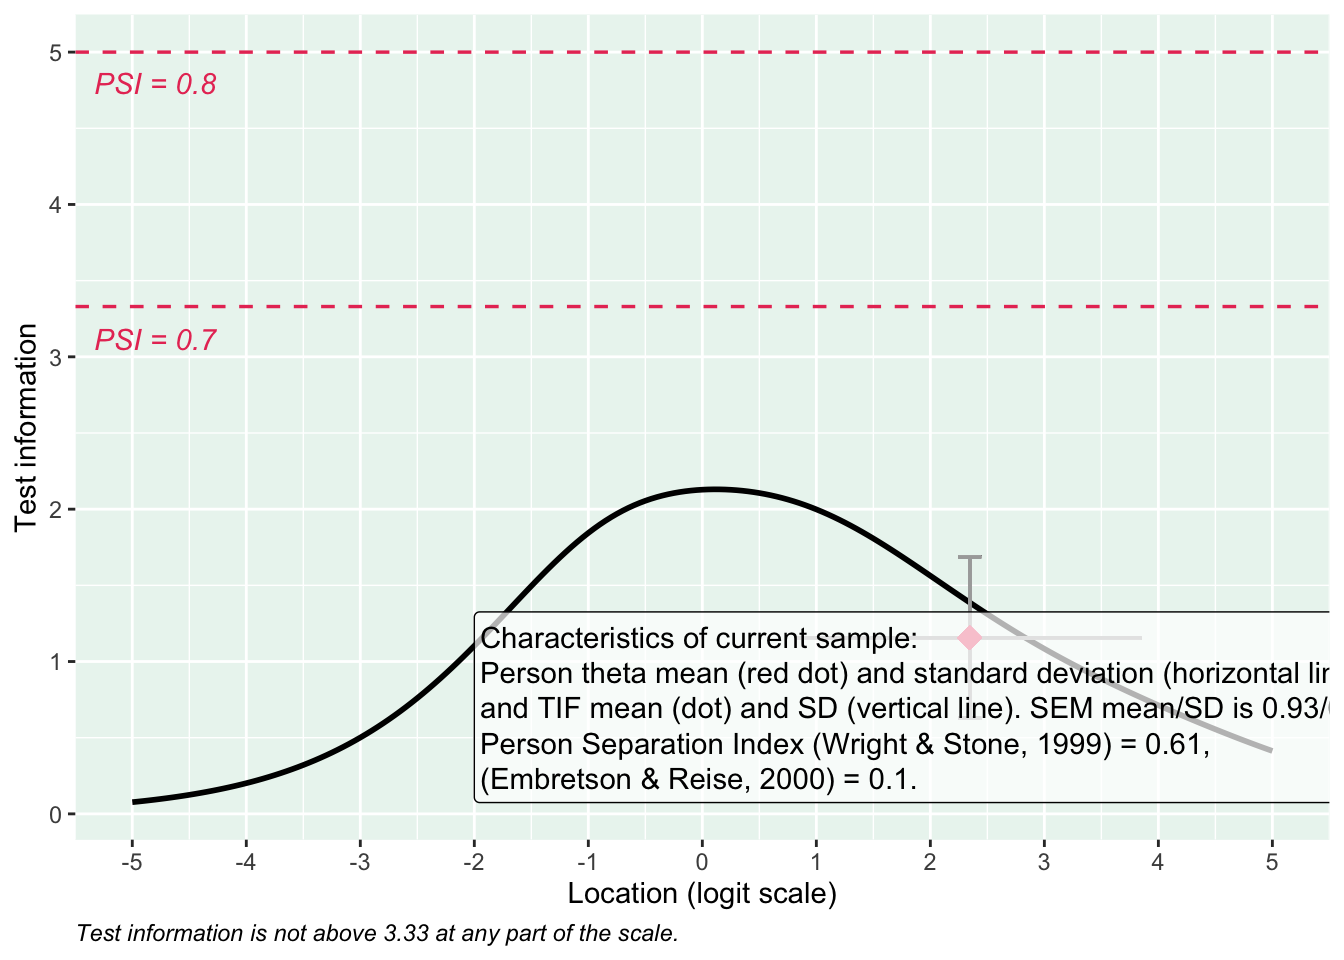 5
PSI = 0.8
4
PSI = 0.7
3
Test information
2
1
Characteristics of current sample:
Person theta mean (red dot) and standard deviation (horizontal
and TIF mean (dot) and SD (vertical line). SEM mean/SD is 0.93/
Person Separation Index (Wright & Stone, 1999) = 0.61,
(Embretson & Reise, 2000) = 0.1.
0
-5 -4 -3 -2 -1 0 1 2 3 4 5
Location (logit scale)
Test information is not above 3.33 at any part of the scale.